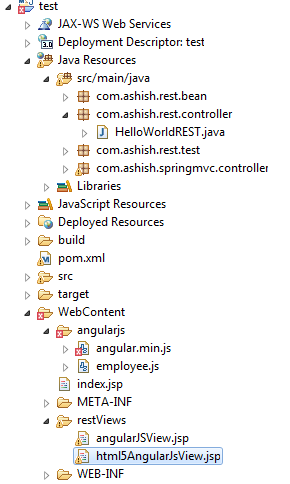 test
JAX-WS Web Services
3.0 Deployment Descriptor: test
Java Resources
src/main/java
com.ashish.rest.bean
com.ashish.rest.controller
J HelloWorldREST.java
com.ashish.rest.test
com.ashish.springmvc.controller
Libraries
JavaScript Resources
Deployed Resources
build
M pom.xml
src
target
WebContent
angularjs
angular.min.js
employee.js
index.jsp
META-INF
restViews
angularJSView.jsp
html5AngularJsView.jsp
WEB-INF